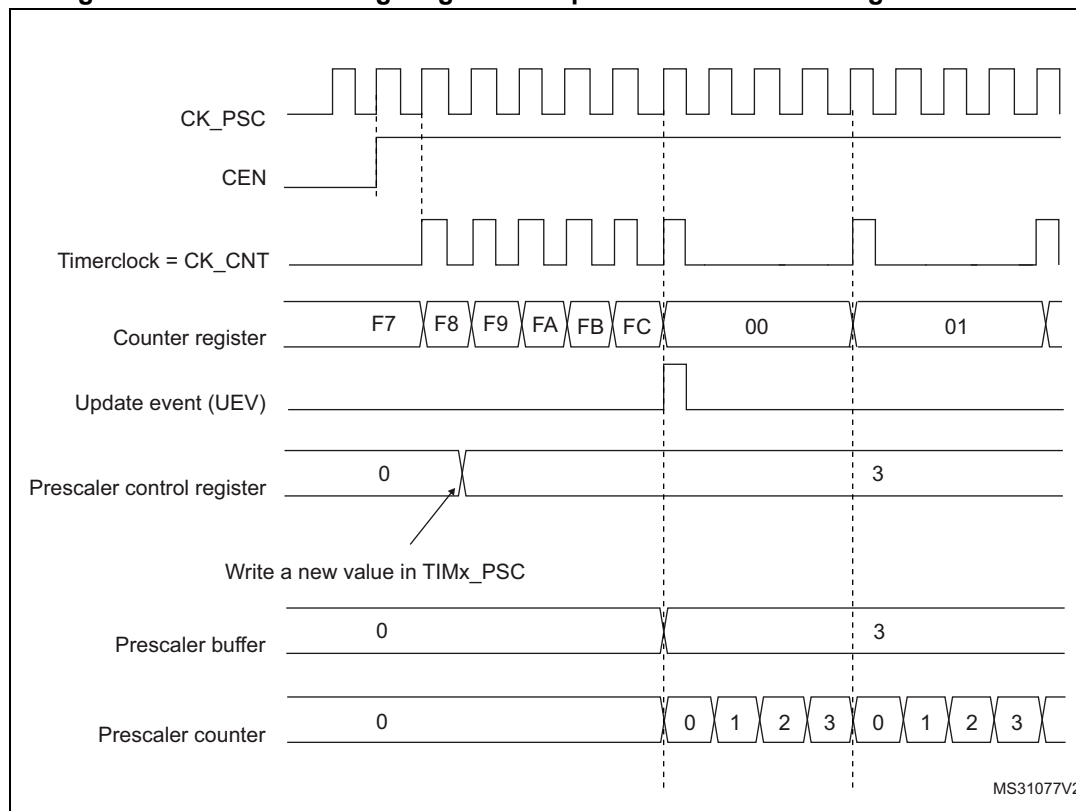 CK_PSC
CEN
Timerclock = CK_CNT
Counter register
F7 F8 F9 FA FB FC 00 01
Update event (UEV)
Prescaler control register
0 3
Write a new value in TIMx_PSC
Prescaler buffer
0 3
Prescaler counter
0 0 1 2 3 0 1 2 3
MS31077V2